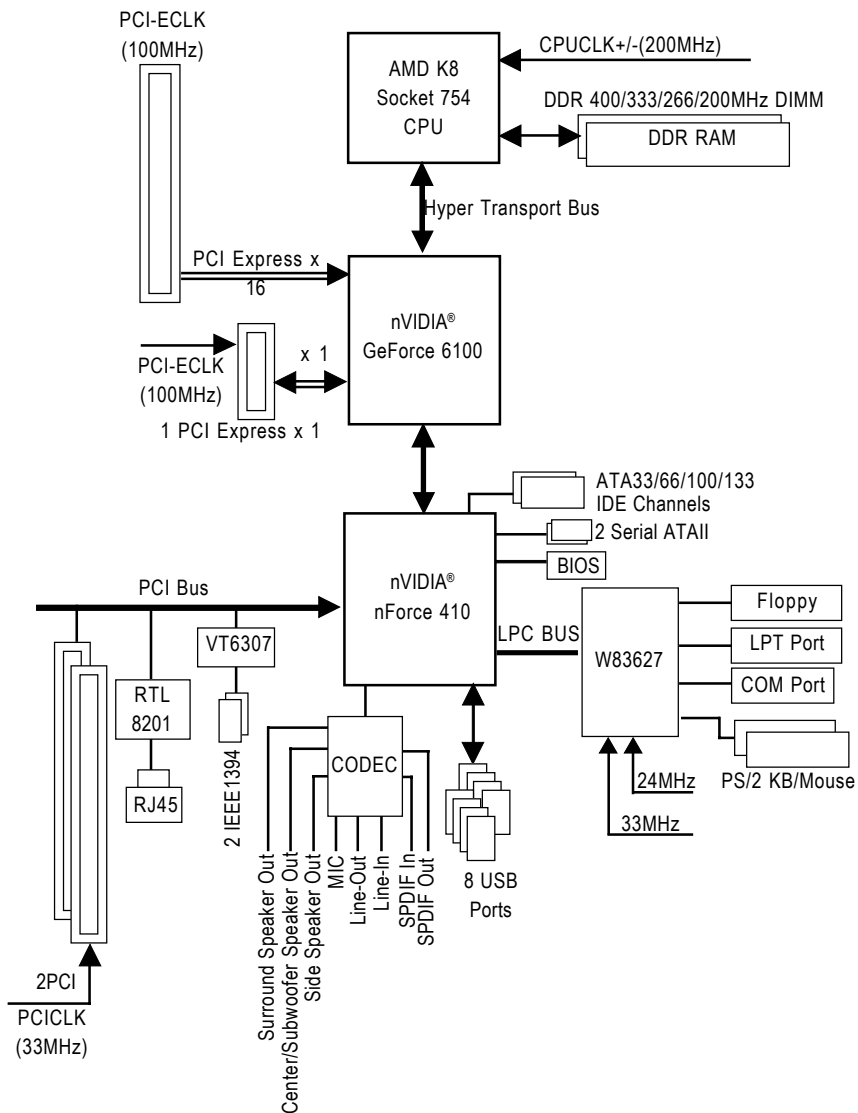 PCI-ECLK
(100MHz)
AMD K8
Socket 754
CPU
CPUCLK+/-(200MHz)
DDR 400/333/266/200MHz DIMM
DDR RAM
Hyper Transport Bus
PCI Express x
16
nVIDIA®
GeForce 6100
x 1
PCI-ECLK
(100MHz)
1 PCI Express x 1
ATA33/66/100/133
IDE Channels
2 Serial ATAII
BIOS
nVIDIA®
nForce 410
PCI Bus
LPC BUS
VT6307
W83627
Floppy
LPT Port
COM Port
PS/2 KB/Mouse
24MHz
33MHz
RTL
8201
RJ45
2 IEEE1394
CODEC
Surround Speaker Out
Center/Subwoofer Speaker Out
Side Speaker Out
MIC
Line-Out
Line-In
SPDIF In
SPDIF Out
8 USB
Ports
2PCI
PCICLK
(33MHz)